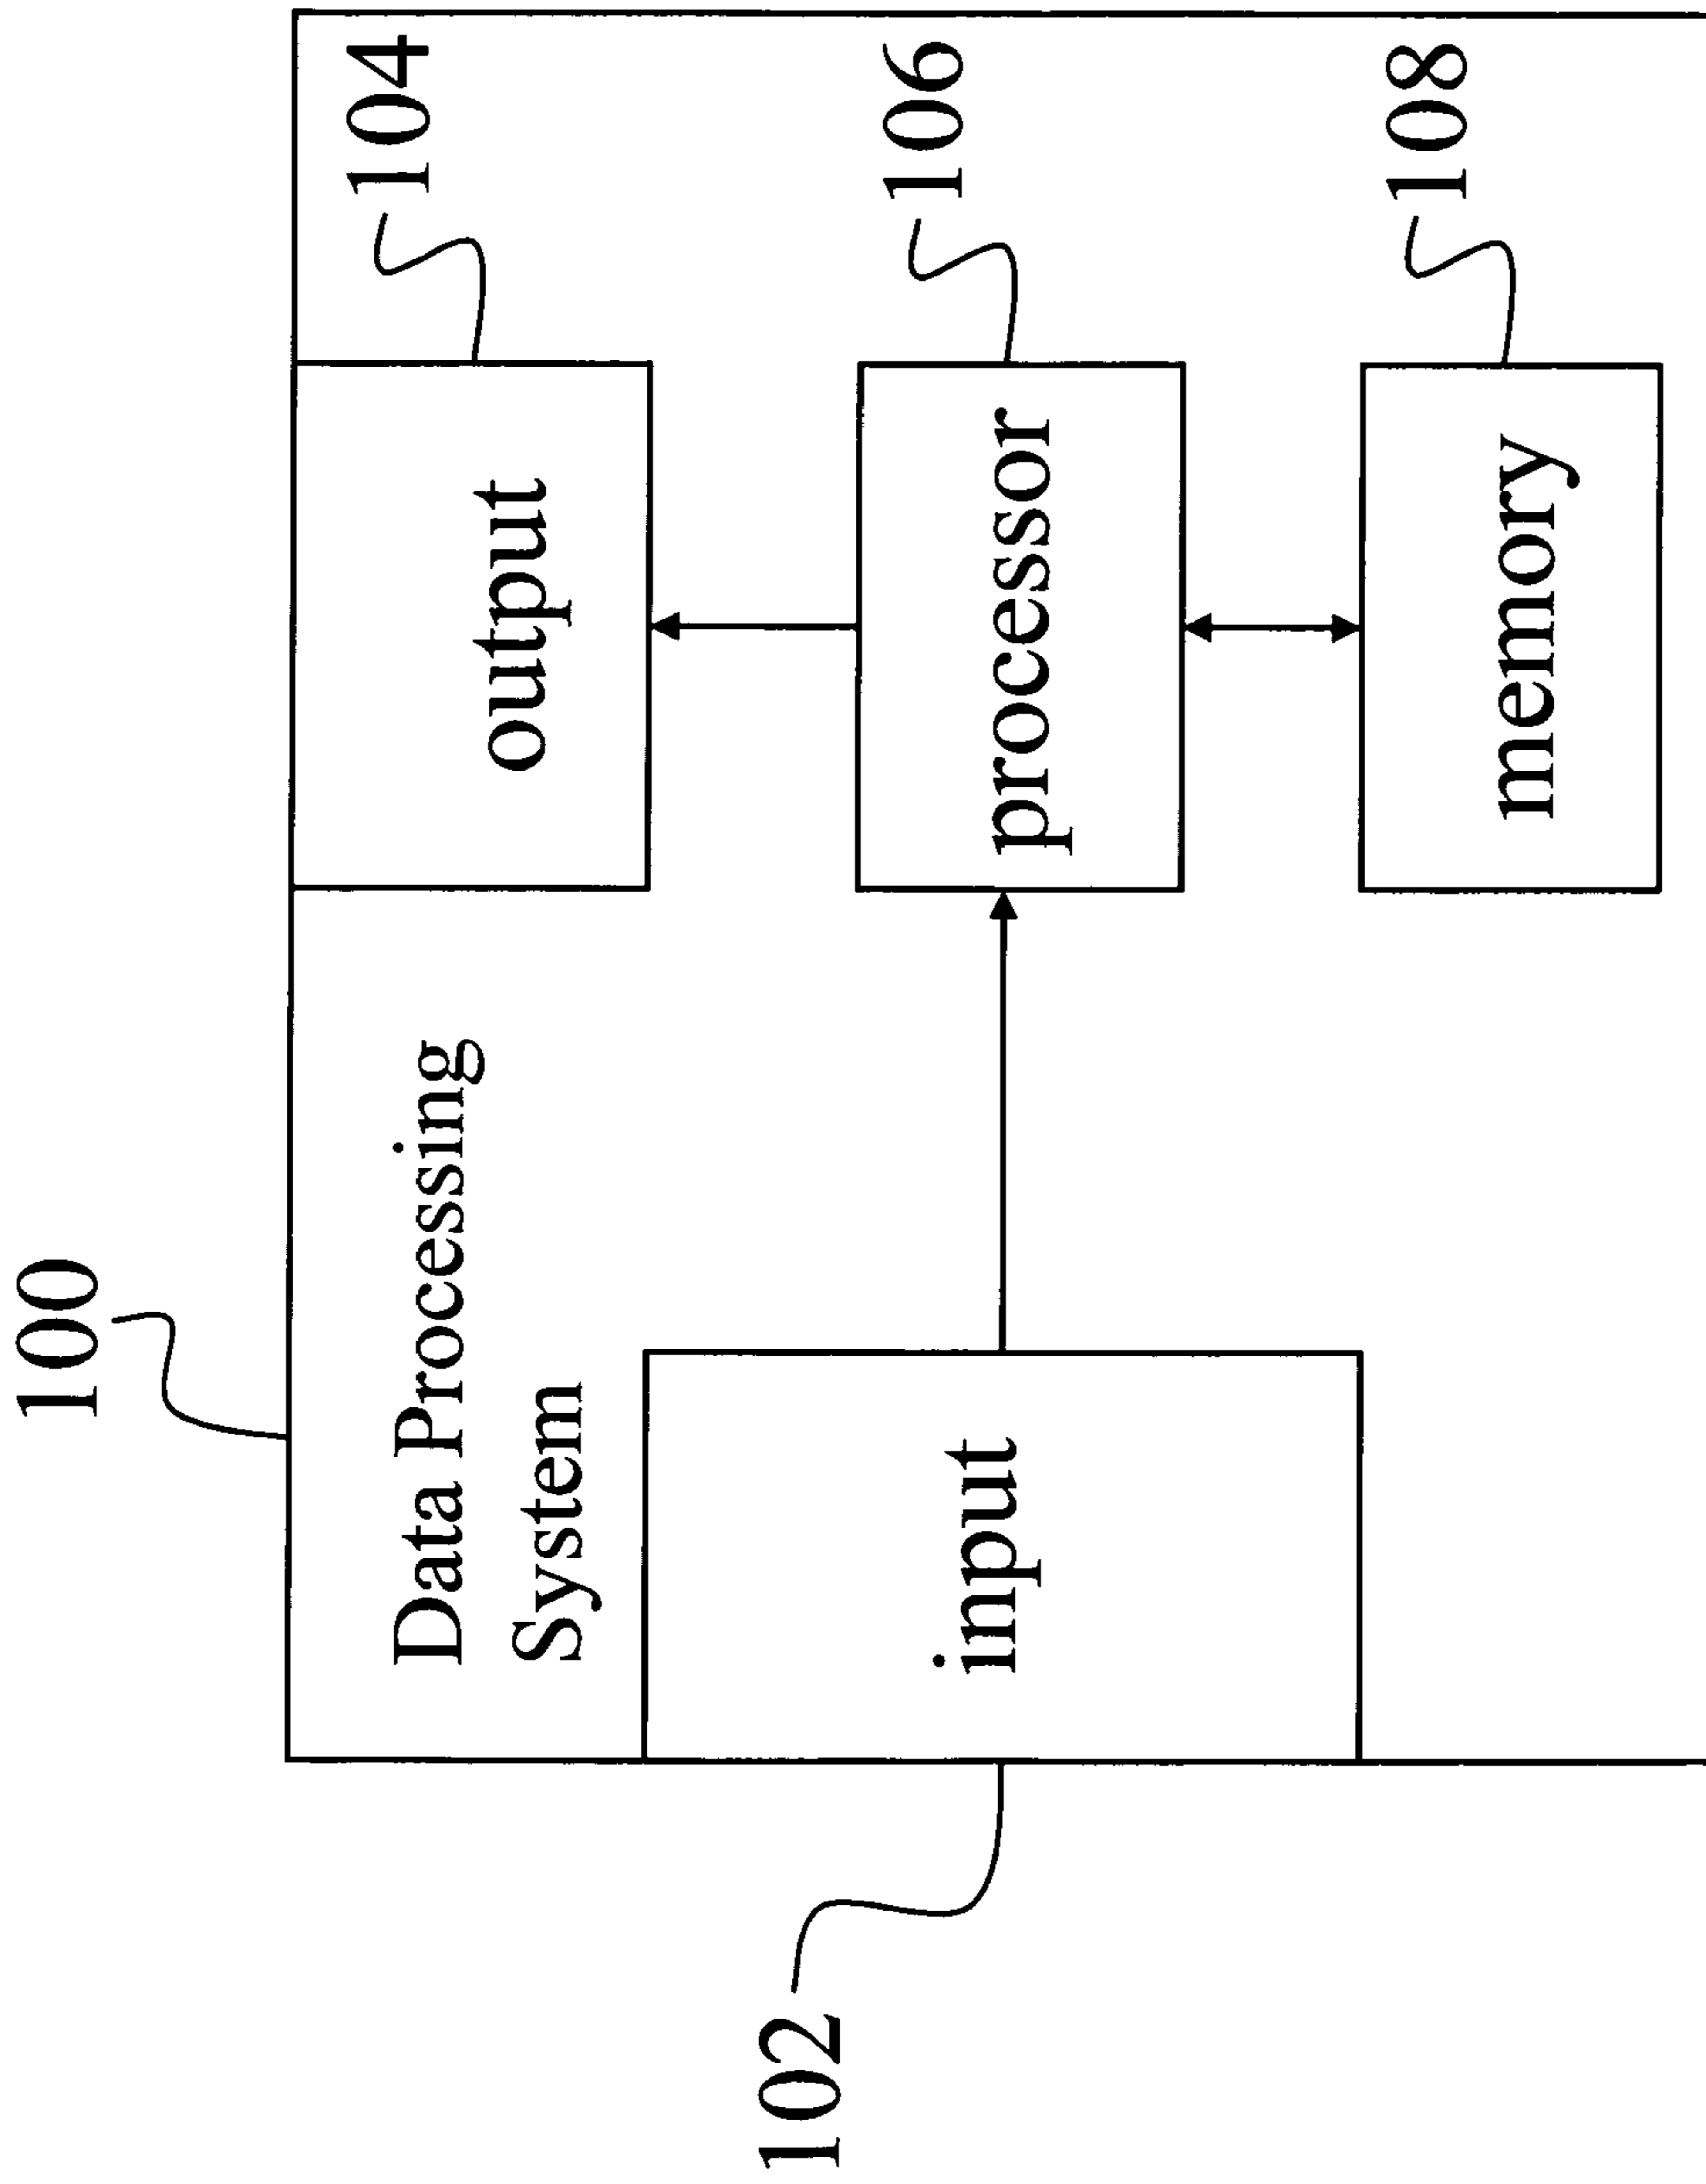 100
Data Processing
System
output
104
102
input
processor
106
memory
108